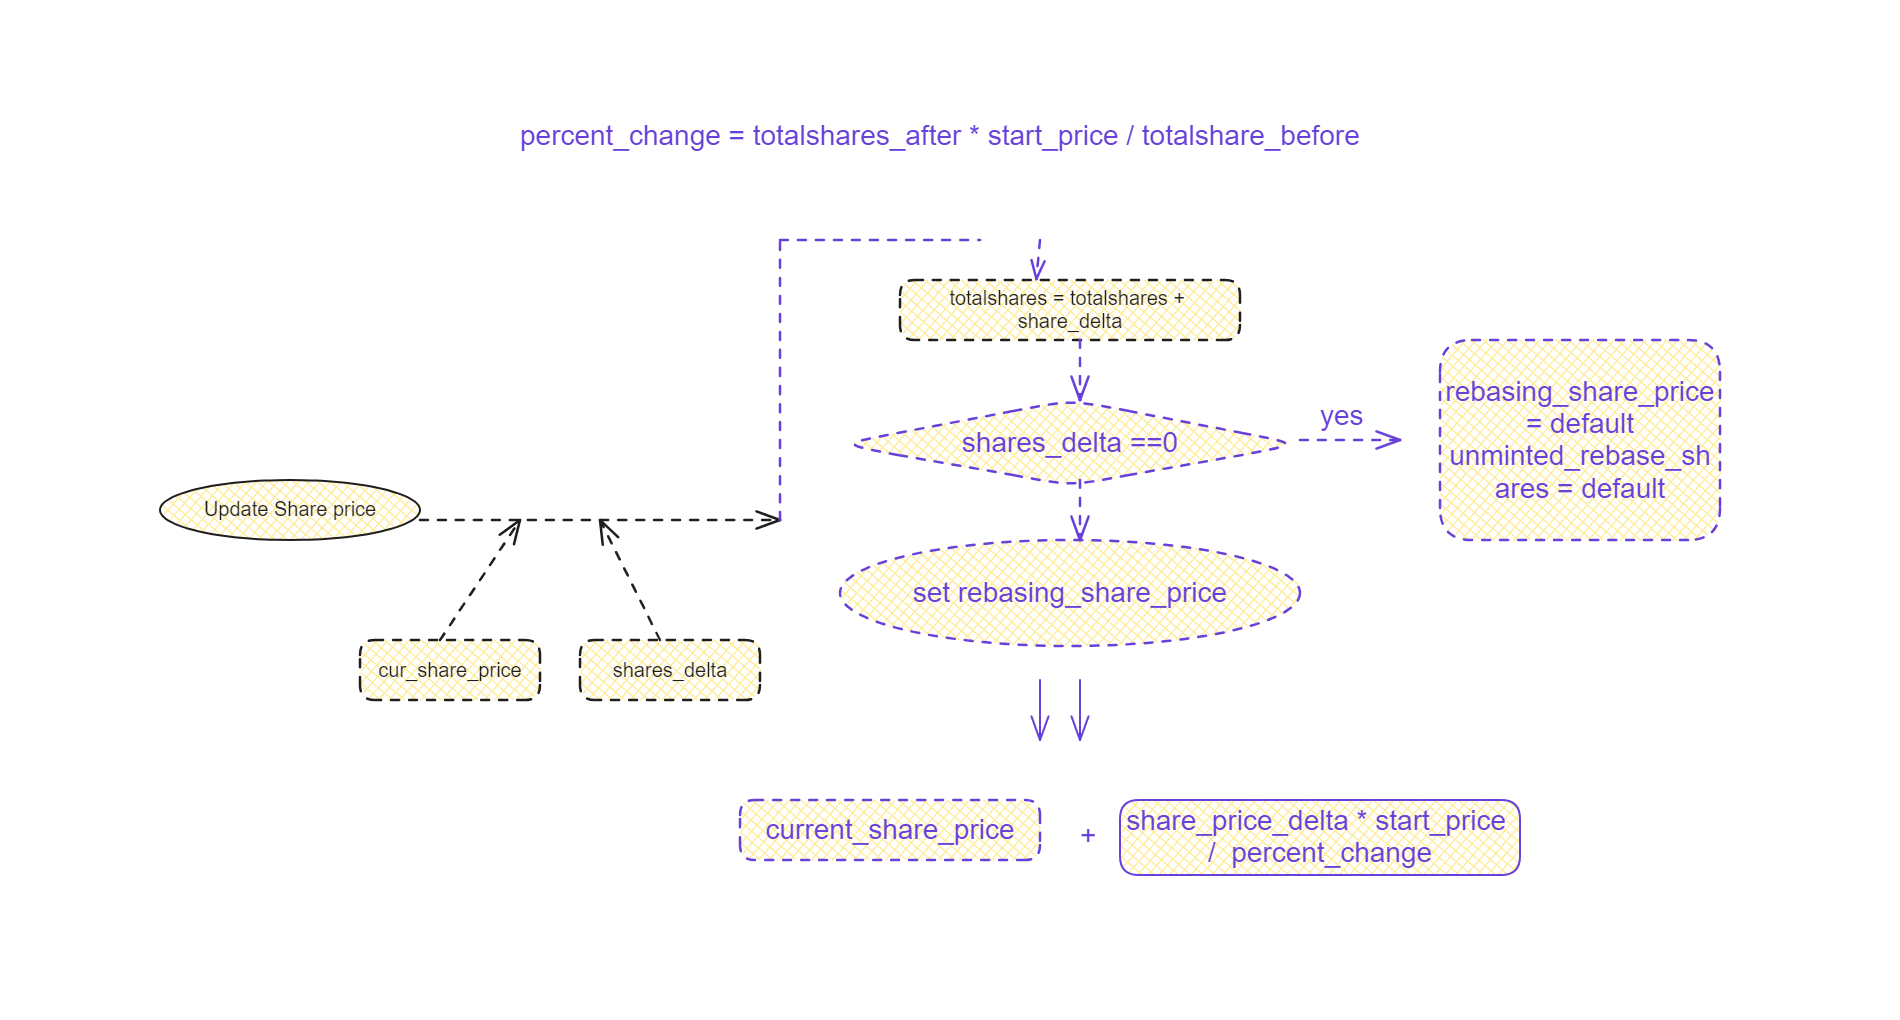 percent_change = totalshares_after * start_price / totalshare_before
totalshares = totalshares +
share_delta
yes
rebasing_share_price
= default
unminted_rebase_sh
ares = default
shares_delta ==0
Update Share price
set rebasing_share_price
cur_share_price
shares_delta
current_share_price
+
share_price_delta * start_price
/ percent_change